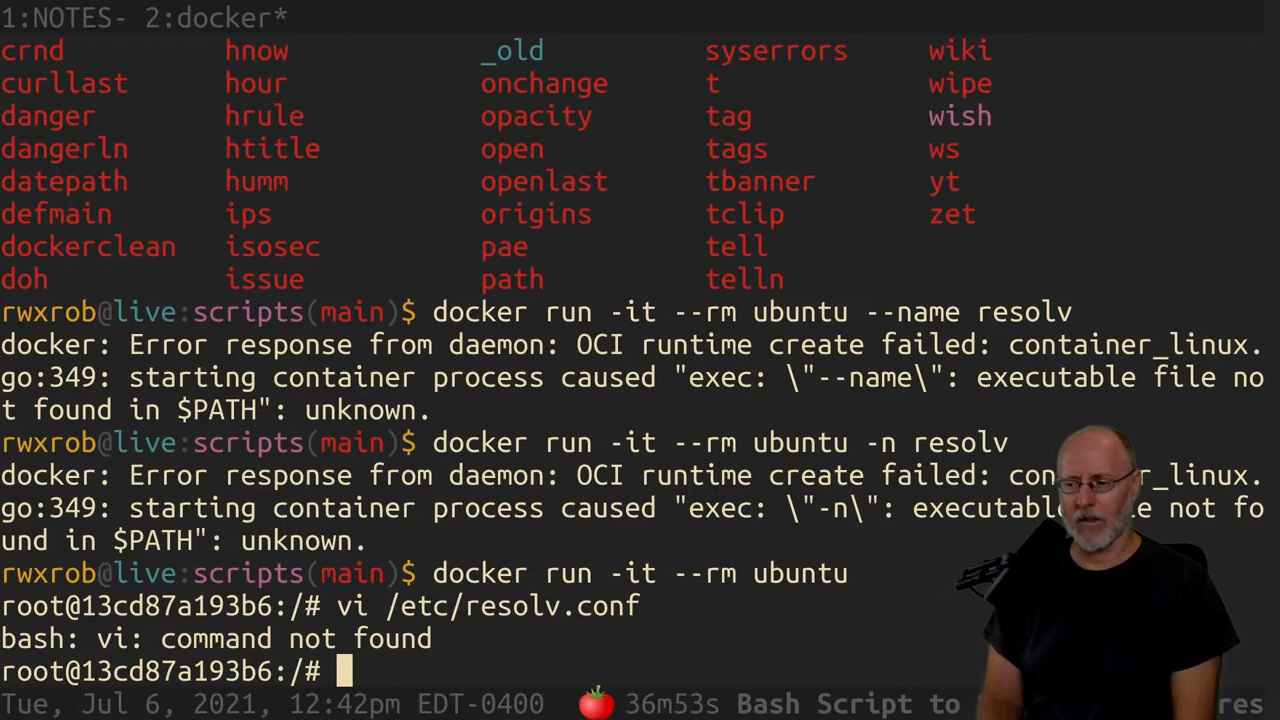 1:NOTES- 2:docker*
crnd hnow _old syserrors wiki
curllast hour onchange t wipe
danger hrule opacity tag wish
dangerln htitle open tags ws
datepath humm openlast tbanner yt
defmain ips origins tclip zet
dockerclean isosec pae tell
doh issue path telln
rwxrob@live:scripts(main)$ docker run -it --rm ubuntu --name resolv
docker: Error response from daemon: OCI runtime create failed: container_linux.
go:349: starting container process caused "exec: \"--name\": executable file no
t found in $PATH": unknown.
rwxrob@live:scripts(main)$ docker run -it --rm ubuntu -n resolv
docker: Error response from daemon: OCI runtime create failed: con _linux.
go:349: starting container process caused "exec: \"-n\": executabl not fo
und in $PATH": unknown.
rwxrob@live:scripts(main)$ docker run -it --rm ubuntu
root@13cd87a193b6:/# vi /etc/resolv.conf
bash: vi: command not found
root@13cd87a193b6:/#
Tue, Jul 6, 2021, 12:42pm EDT-0400 36m53s Bash Script to res